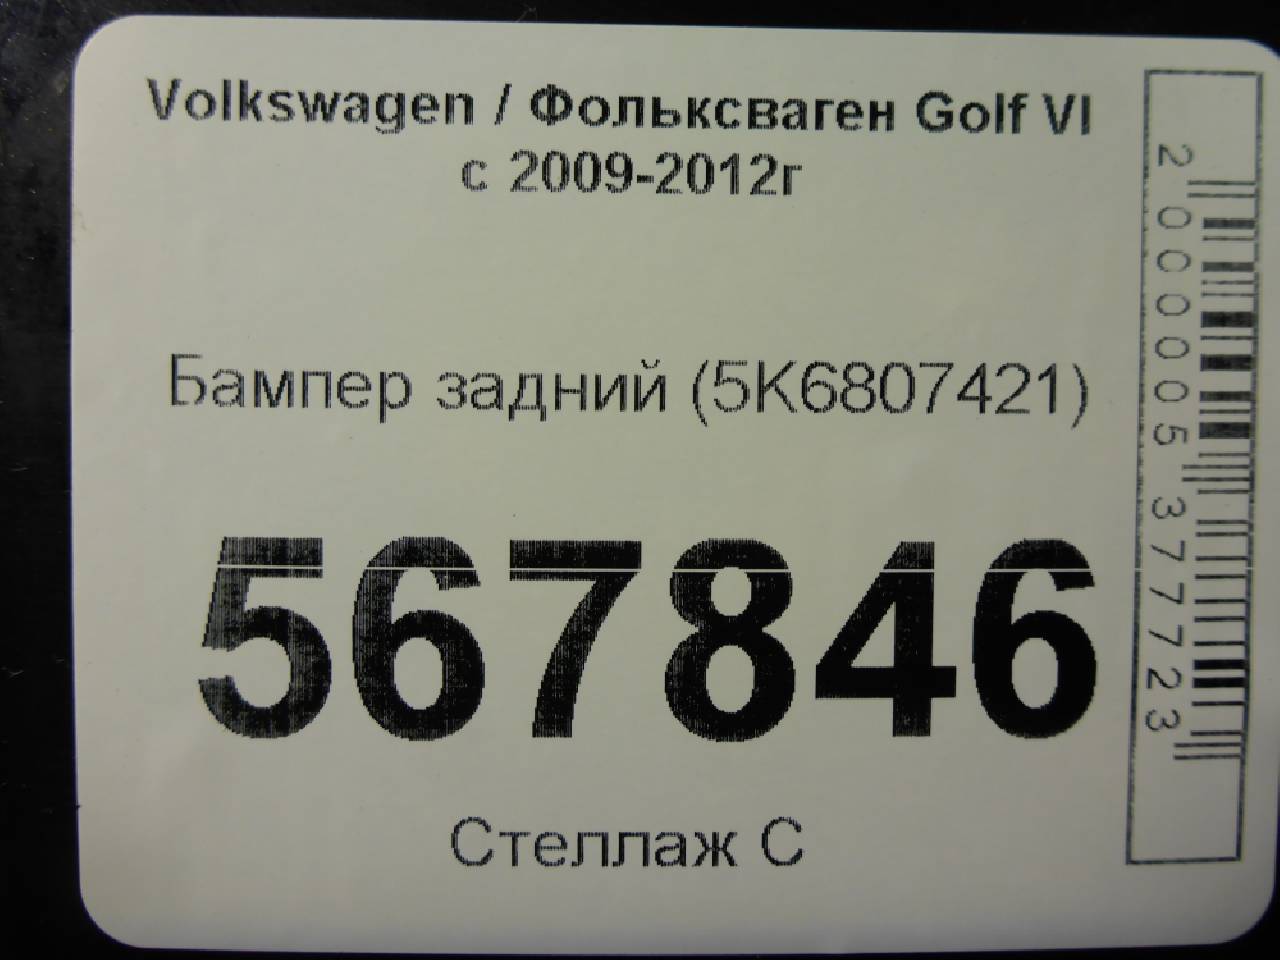 Volkswagen / Фольксваген Golf VI
с 2009-2012г
Бампер задний (5K6807421)
567846
Стеллаж С
2000005377723